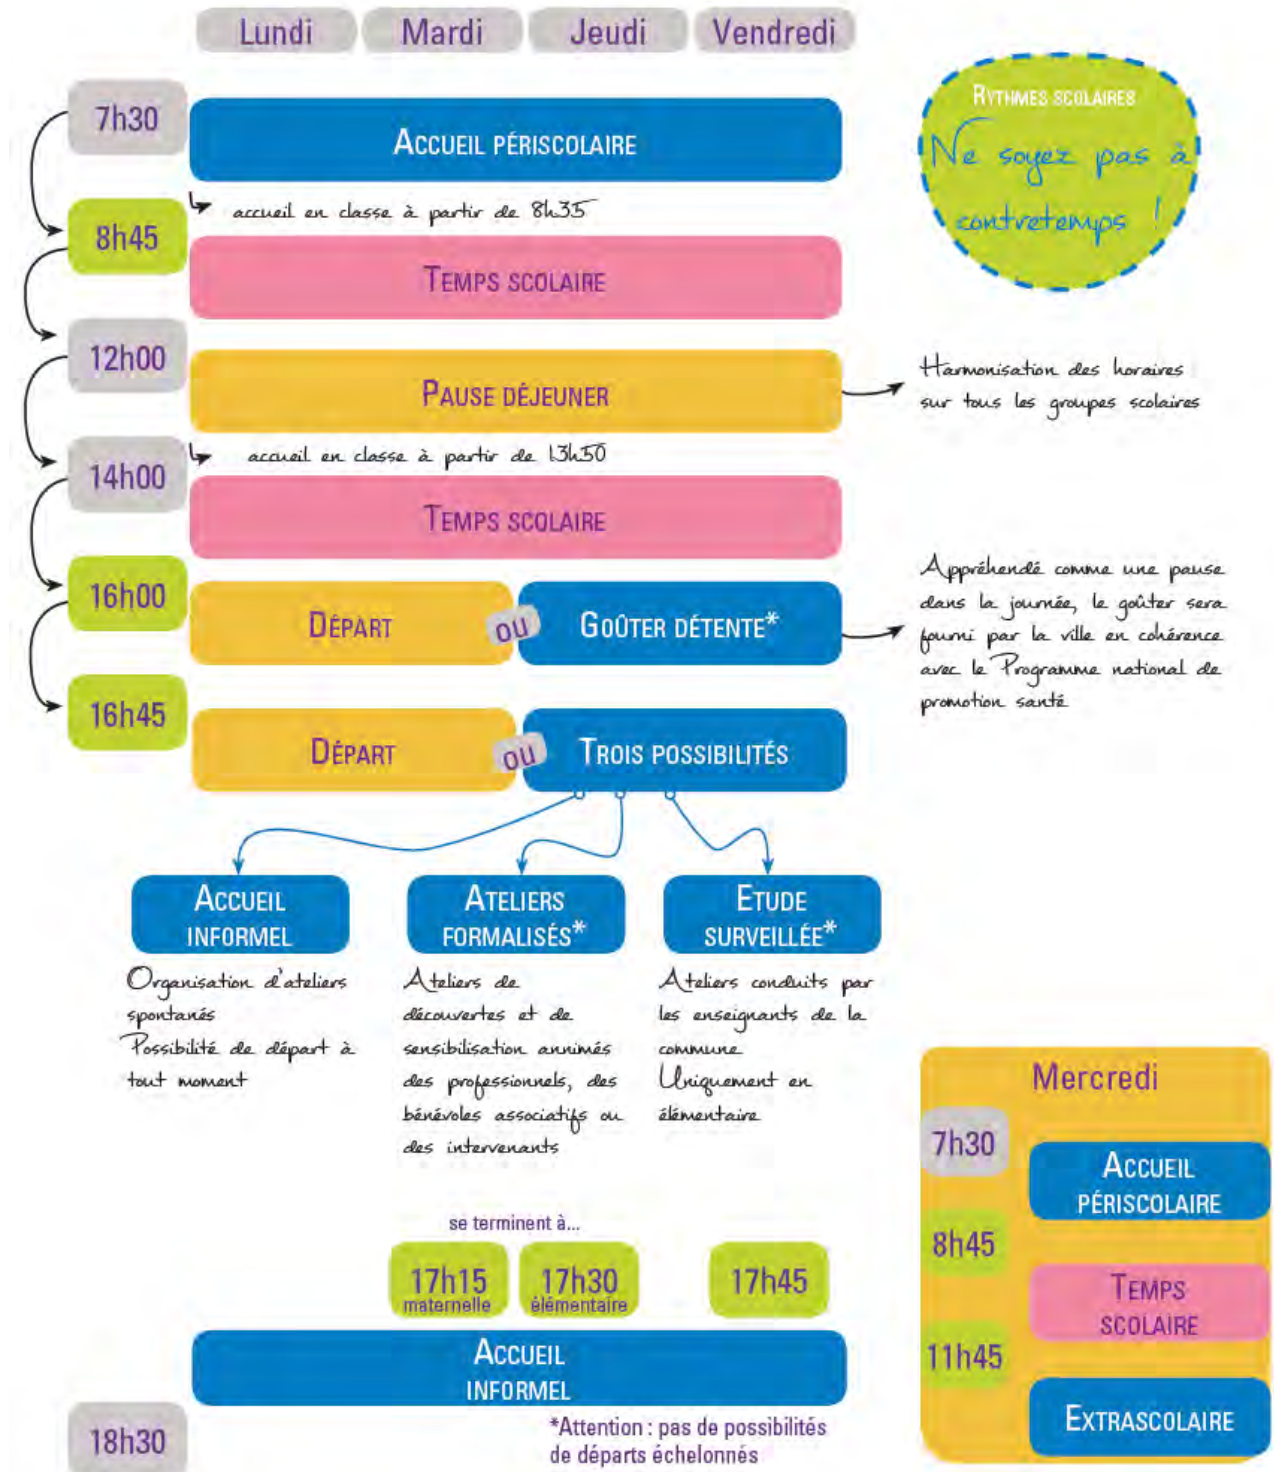 Lundi Mardi Jeudi Vendredi
7h30
ACCUEIL PÉRISCOLAIRE
accueil en classe à partir de 8h35
8h45
TEMPS SCOLAIRE
12h00
PAUSE DÉJEUNER
accueil en classe à partir de 13h50
14h00
TEMPS SCOLAIRE
16h00
DÉPART ou GOÛTER DÉTENTE*
16h45
DÉPART ou TROIS POSSIBILITÉS
RYTHMES SCOLAIRES
Ne soyez pas à
contretemps !
Harmonisation des horaires
sur tous les groupes scolaires
Appréhendé comme une pause
dans la journée, le goûter sera
fourni par la ville en cohérence
avec le Programme national de
promotion santé
ACCUEIL
INFORMEL
Organisation d'ateliers
spontanés
Possibilité de départ à
tout moment
ATELIERS
FORMALISÉS*
Ateliers de
découvertes et de
sensibilisation annimés
des professionnels, des
bénévoles associatifs ou
des intervenants
ETUDE
SURVEILLÉE*
Ateliers conduits par
les enseignants de la
commune
Uniquement en
élémentaire
se terminent à...
17h15
maternelle
17h30
élémentaire
17h45
ACCUEIL
INFORMEL
18h30
*Attention : pas de possibilités
de départs échelonnés
Mercredi
7h30
ACCUEIL
PÉRISCOLAIRE
8h45
TEMPS
SCOLAIRE
11h45
EXTRASCOLAIRE